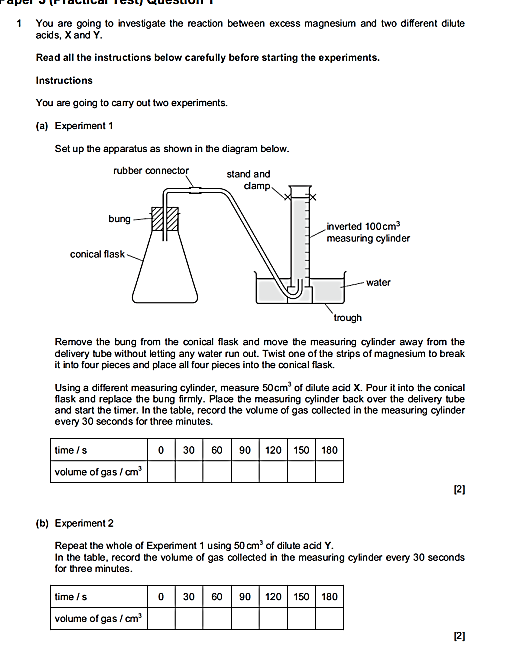 Paper 5 (Practical Test) Question 1
1 You are going to investigate the reaction between excess magnesium and two different dilute
acids, X and Y.
Read all the instructions below carefully before starting the experiments.
Instructions
You are going to carry out two experiments.
(a) Experiment 1
Set up the apparatus as shown in the diagram below.
rubber connector
stand and
clamp
bung
inverted 100 cm³
measuring cylinder
conical flask
water
trough
Remove the bung from the conical flask and move the measuring cylinder away from the
delivery tube without letting any water run out. Twist one of the strips of magnesium to break
it into four pieces and place all four pieces into the conical flask.
Using a different measuring cylinder, measure 50 cm³ of dilute acid X. Pour it into the conical
flask and replace the bung firmly. Place the measuring cylinder back over the delivery tube
and start the timer. In the table, record the volume of gas collected in the measuring cylinder
every 30 seconds for three minutes.
time / s 0 30 60 90 120 150 180
volume of gas / cm³
[2]
(b) Experiment 2
Repeat the whole of Experiment 1 using 50 cm³ of dilute acid Y.
In the table, record the volume of gas collected in the measuring cylinder every 30 seconds
for three minutes.
time / s 0 30 60 90 120 150 180
volume of gas / cm³
[2]